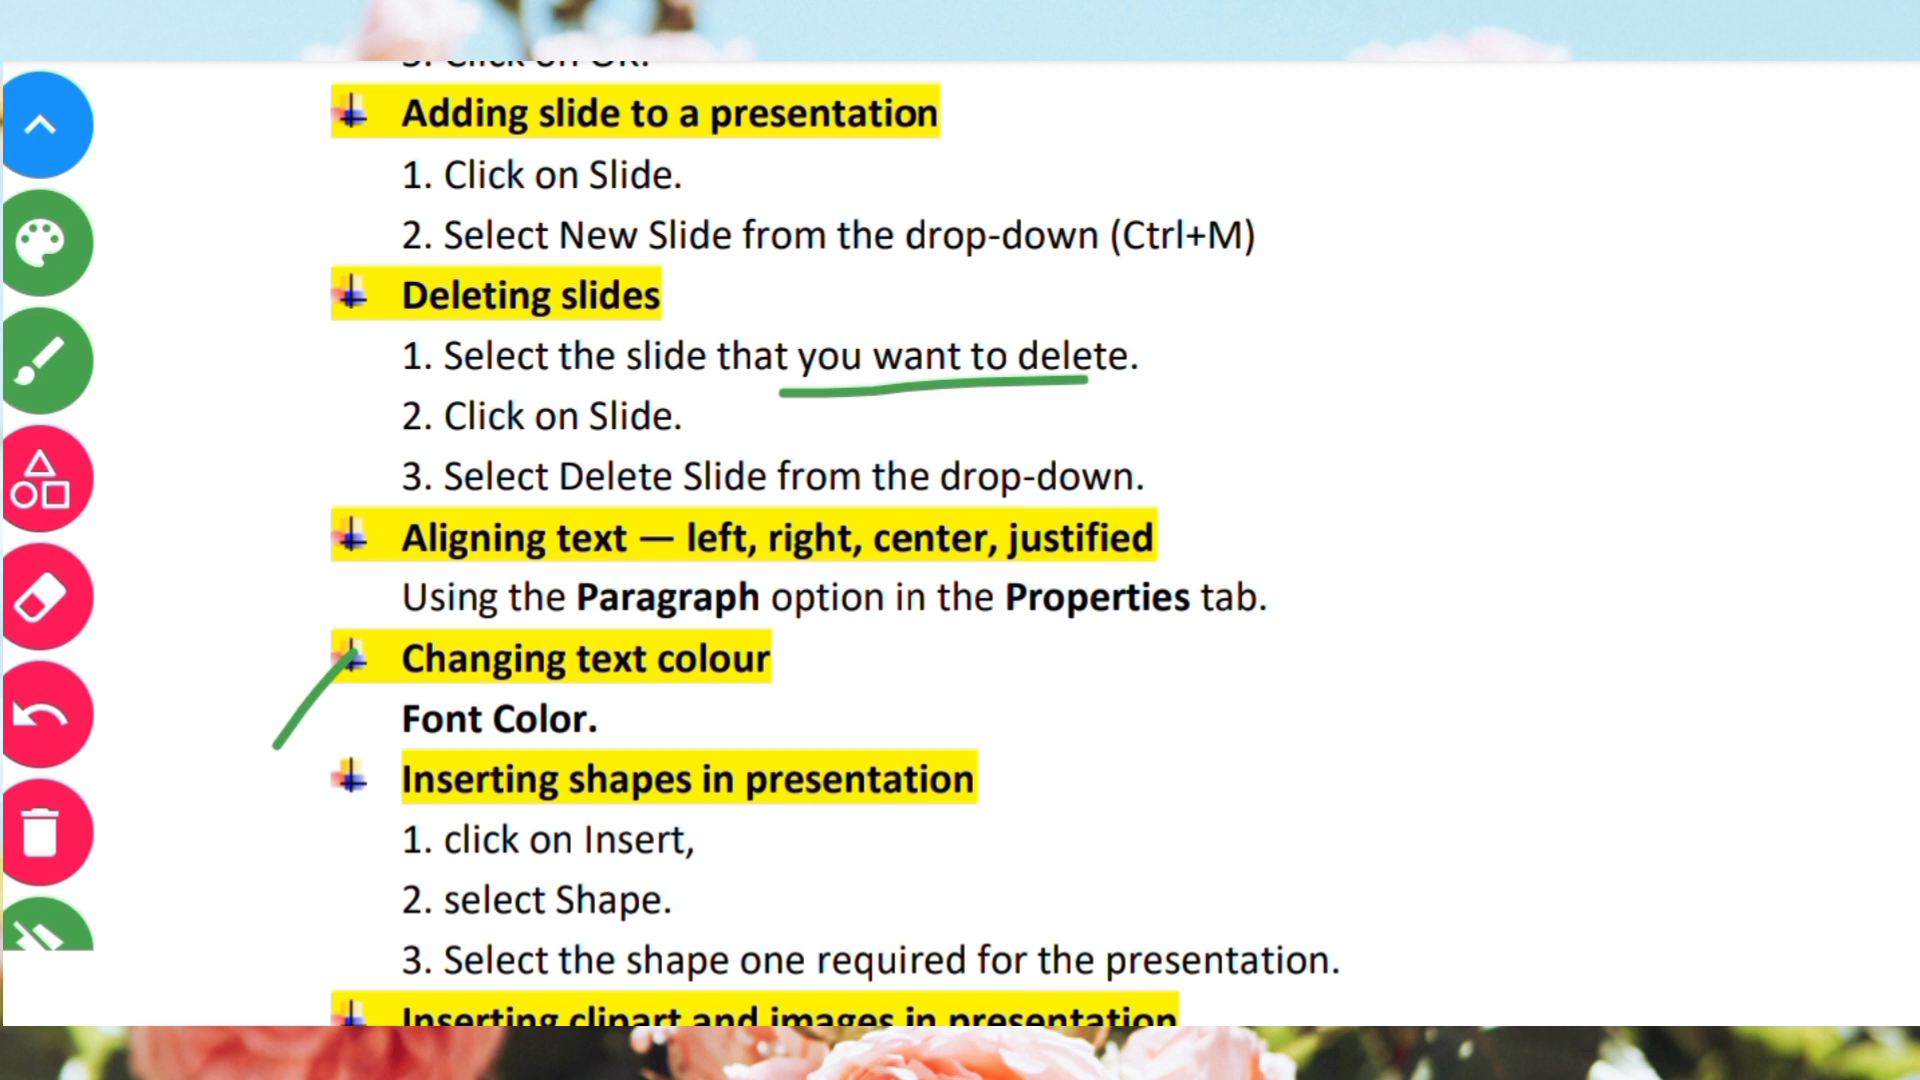 3. Click on OK.
Adding slide to a presentation
1. Click on Slide.
2. Select New Slide from the drop-down (Ctrl+M)
Deleting slides
1. Select the slide that you want to delete.
2. Click on Slide.
3. Select Delete Slide from the drop-down.
Aligning text — left, right, center, justified
Using the Paragraph option in the Properties tab.
Changing text colour
Font Color.
Inserting shapes in presentation
1. click on Insert,
2. select Shape.
3. Select the shape one required for the presentation.
Inserting clipart and images in presentation